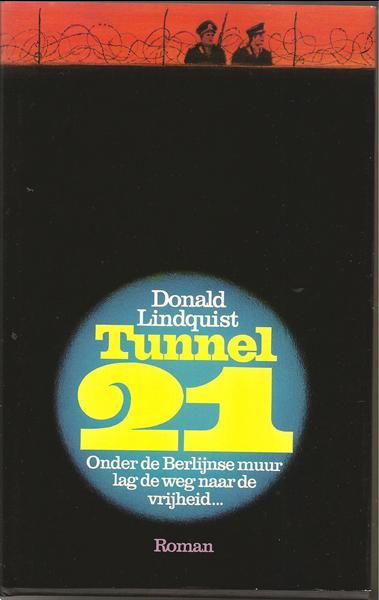 Donald
Lindquist
Tunnel
21
Onder de Berlijnse muur
lag de weg naar de
vrijheid...
Roman